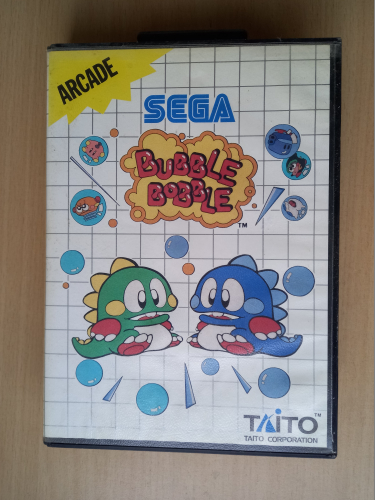 ARCADE
SEGA
BUBBLE
BOBBLE
TM
TAITO
TM
TAITO CORPORATION